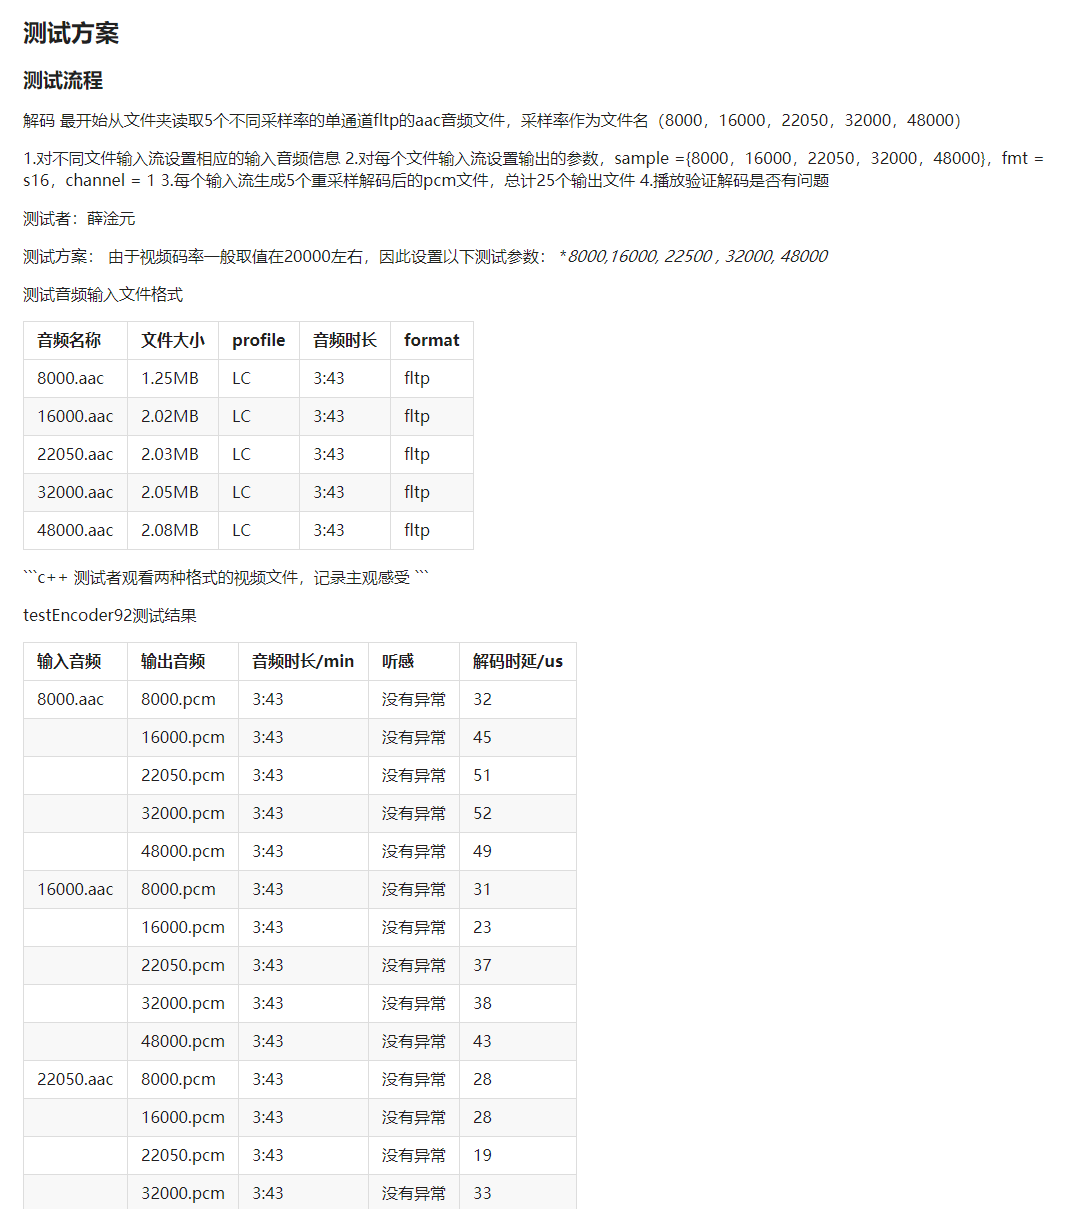 测试方案
测试流程
解码 最开始从文件夹读取5个不同采样率的单通道fltp的aac音频文件，采样率作为文件名（8000，16000，22050，32000，48000）
1.对不同文件输入流设置相应的输入音频信息 2.对每个文件输入流设置输出的参数，sample ={8000，16000，22050，32000，48000}，fmt =
s16，channel = 1 3.每个输入流生成5个重采样解码后的pcm文件，总计25个输出文件 4.播放验证解码是否有问题
测试者：薛淦元
测试方案： 由于视频码率一般取值在20000左右，因此设置以下测试参数： *8000,16000, 22500 , 32000, 48000
测试音频输入文件格式
音频名称 文件大小 profile 音频时长 format
8000.aac 1.25MB LC 3:43 fltp
16000.aac 2.02MB LC 3:43 fltp
22050.aac 2.03MB LC 3:43 fltp
32000.aac 2.05MB LC 3:43 fltp
48000.aac 2.08MB LC 3:43 fltp
```c++ 测试者观看两种格式的视频文件，记录主观感受 ```
testEncoder92测试结果
输入音频 输出音频 音频时长/min 听感 解码时延/us
8000.aac 8000.pcm 3:43 没有异常 32
16000.pcm 3:43 没有异常 45
22050.pcm 3:43 没有异常 51
32000.pcm 3:43 没有异常 52
48000.pcm 3:43 没有异常 49
16000.aac 8000.pcm 3:43 没有异常 31
16000.pcm 3:43 没有异常 23
22050.pcm 3:43 没有异常 37
32000.pcm 3:43 没有异常 38
48000.pcm 3:43 没有异常 43
22050.aac 8000.pcm 3:43 没有异常 28
16000.pcm 3:43 没有异常 28
22050.pcm 3:43 没有异常 19
32000.pcm 3:43 没有异常 33